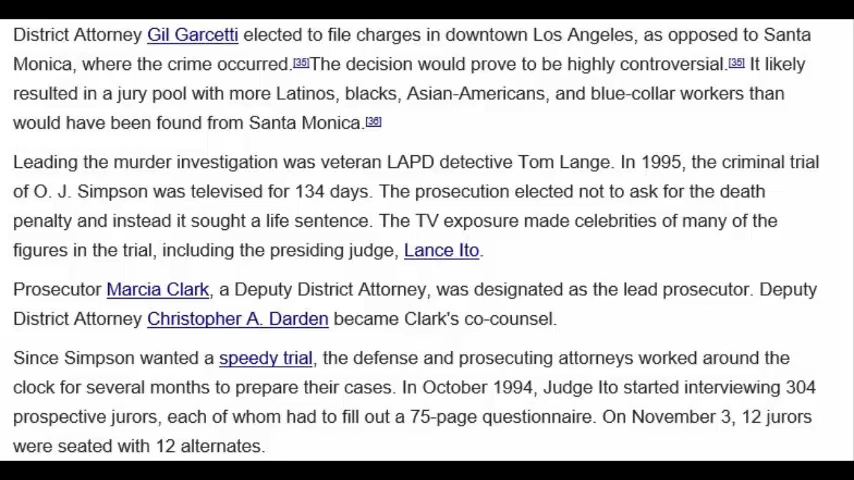 District Attorney Gil Garcetti elected to file charges in downtown Los Angeles, as opposed to Santa
Monica, where the crime occurred.[35]The decision would prove to be highly controversial.[35] It likely
resulted in a jury pool with more Latinos, blacks, Asian-Americans, and blue-collar workers than
would have been found from Santa Monica.[36]
Leading the murder investigation was veteran LAPD detective Tom Lange. In 1995, the criminal trial
of O. J. Simpson was televised for 134 days. The prosecution elected not to ask for the death
penalty and instead it sought a life sentence. The TV exposure made celebrities of many of the
figures in the trial, including the presiding judge, Lance Ito.
Prosecutor Marcia Clark, a Deputy District Attorney, was designated as the lead prosecutor. Deputy
District Attorney Christopher A. Darden became Clark's co-counsel.
Since Simpson wanted a speedy trial, the defense and prosecuting attorneys worked around the
clock for several months to prepare their cases. In October 1994, Judge Ito started interviewing 304
prospective jurors, each of whom had to fill out a 75-page questionnaire. On November 3, 12 jurors
were seated with 12 alternates.